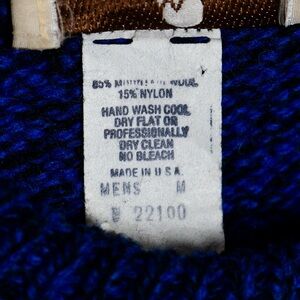 85% MOUNTAIN WOOL
15% NYLON
HAND WASH COOL
DRY FLAT OR
PROFESSIONALLY
DRY CLEAN
NO BLEACH
MADE IN U.S.A.
MENS M
22100